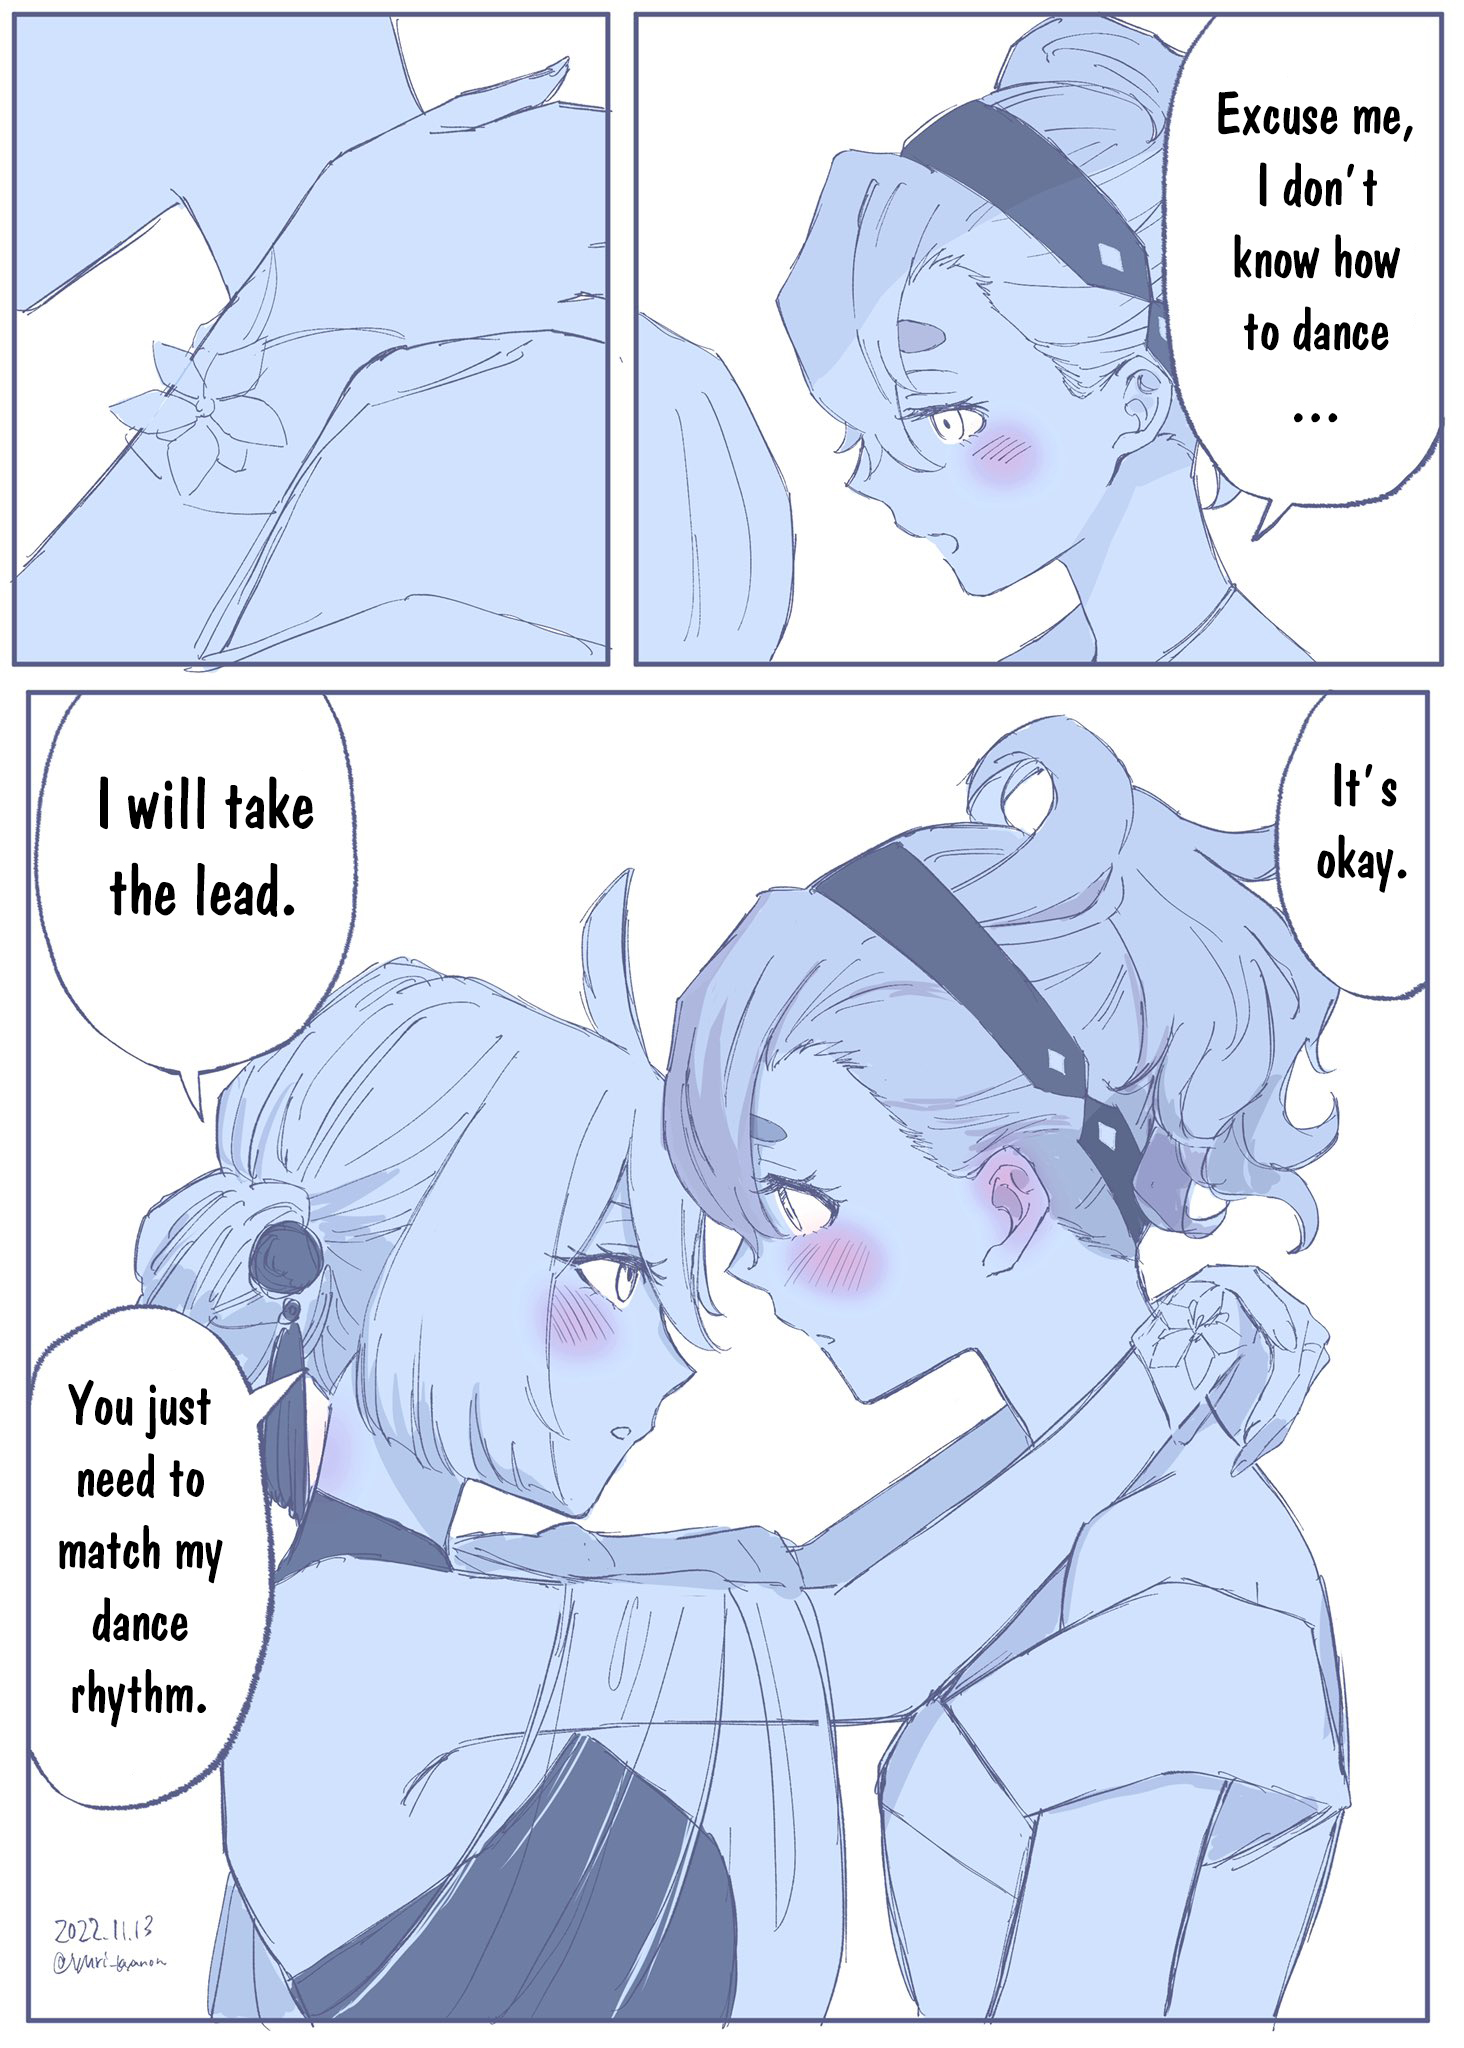 Excuse me,
I don't
know how
to dance
...
It's
okay.
I will take
the lead.
You just
need to
match my
dance
rhythm.
2022.11.13